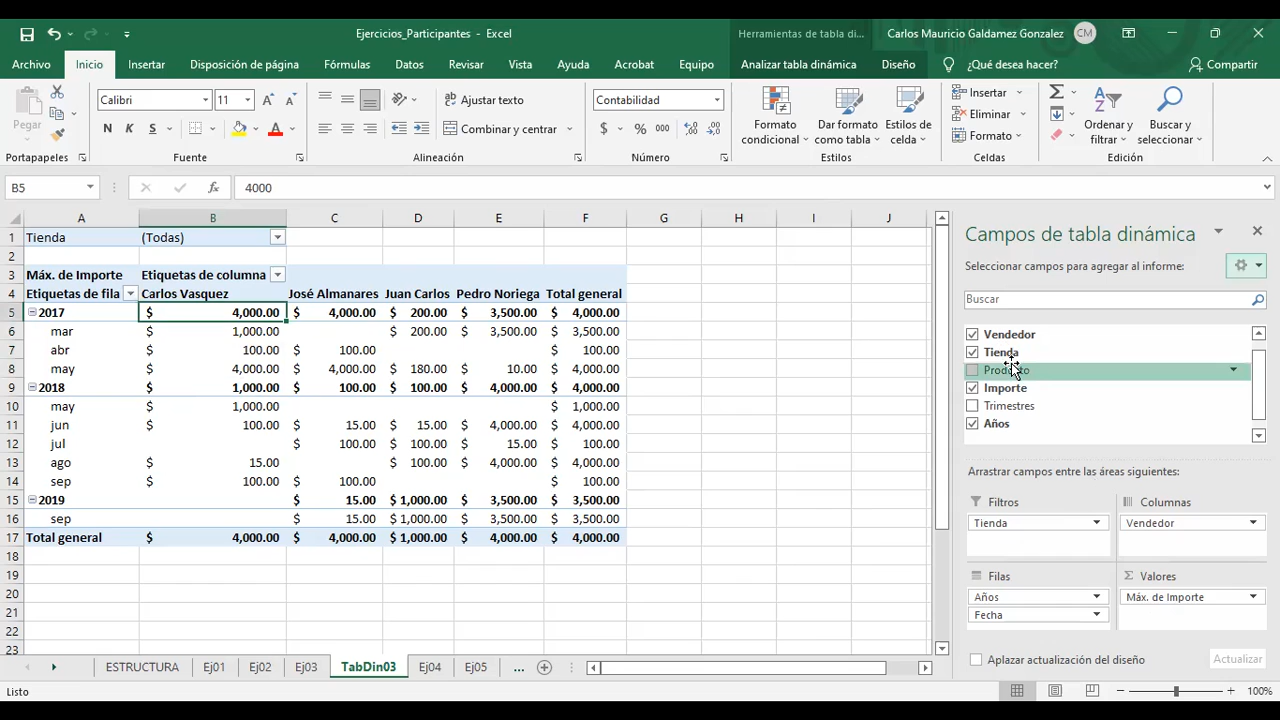 Ejercicios_Participantes - Excel
Herramientas de tabla di...
Carlos Mauricio Galdamez Gonzalez
CM
Archivo Inicio Insertar Disposición de página Fórmulas Datos Revisar Vista Ayuda Acrobat Equipo Analizar tabla dinámica Diseño ¿Qué desea hacer? Compartir
Pegar
Calibri 11
N K S
Ajustar texto
Combinar y centrar
Contabilidad
$ % 000
Formato condicional
Dar formato como tabla
Estilos de celda
Insertar
Eliminar
Formato
Ordenar y filtrar
Buscar y seleccionar
Portapapeles Fuente Alineación Número Estilos Celdas Edición
B5 fx 4000
A B C D E F G H I J
1 Tienda (Todas)
2
3 Máx. de Importe Etiquetas de columna
4 Etiquetas de fila Carlos Vasquez José Almanares Juan Carlos Pedro Noriega Total general
5 2017 $ 4,000.00 $ 4,000.00 $ 200.00 $ 3,500.00 $ 4,000.00
6 mar $ 1,000.00 $ 200.00 $ 3,500.00 $ 3,500.00
7 abr $ 100.00 $ 100.00 $ 100.00
8 may $ 4,000.00 $ 4,000.00 $ 180.00 $ 10.00 $ 4,000.00
9 2018 $ 1,000.00 $ 100.00 $ 100.00 $ 4,000.00 $ 4,000.00
10 may $ 1,000.00 $ 1,000.00
11 jun $ 100.00 $ 15.00 $ 15.00 $ 4,000.00 $ 4,000.00
12 jul $ 100.00 $ 100.00 $ 15.00 $ 100.00
13 ago $ 15.00 $ 100.00 $ 4,000.00 $ 4,000.00
14 sep $ 100.00 $ 100.00 $ 100.00
15 2019 $ 15.00 $ 1,000.00 $ 3,500.00 $ 3,500.00
16 sep $ 15.00 $ 1,000.00 $ 3,500.00 $ 3,500.00
17 Total general $ 4,000.00 $ 4,000.00 $ 1,000.00 $ 4,000.00 $ 4,000.00
18
19
20
21
22
23
Campos de tabla dinámica
Seleccionar campos para agregar al informe:
Buscar
Vendedor
Tienda
Producto
Importe
Trimestres
Años
Arrastrar campos entre las áreas siguientes:
Filtros Columnas
Tienda Vendedor
Filas Σ Valores
Años Máx. de Importe
Fecha
Aplazar actualización del diseño Actualizar
ESTRUCTURA Ej01 Ej02 Ej03 TabDin03 Ej04 Ej05 ...
Listo 100%